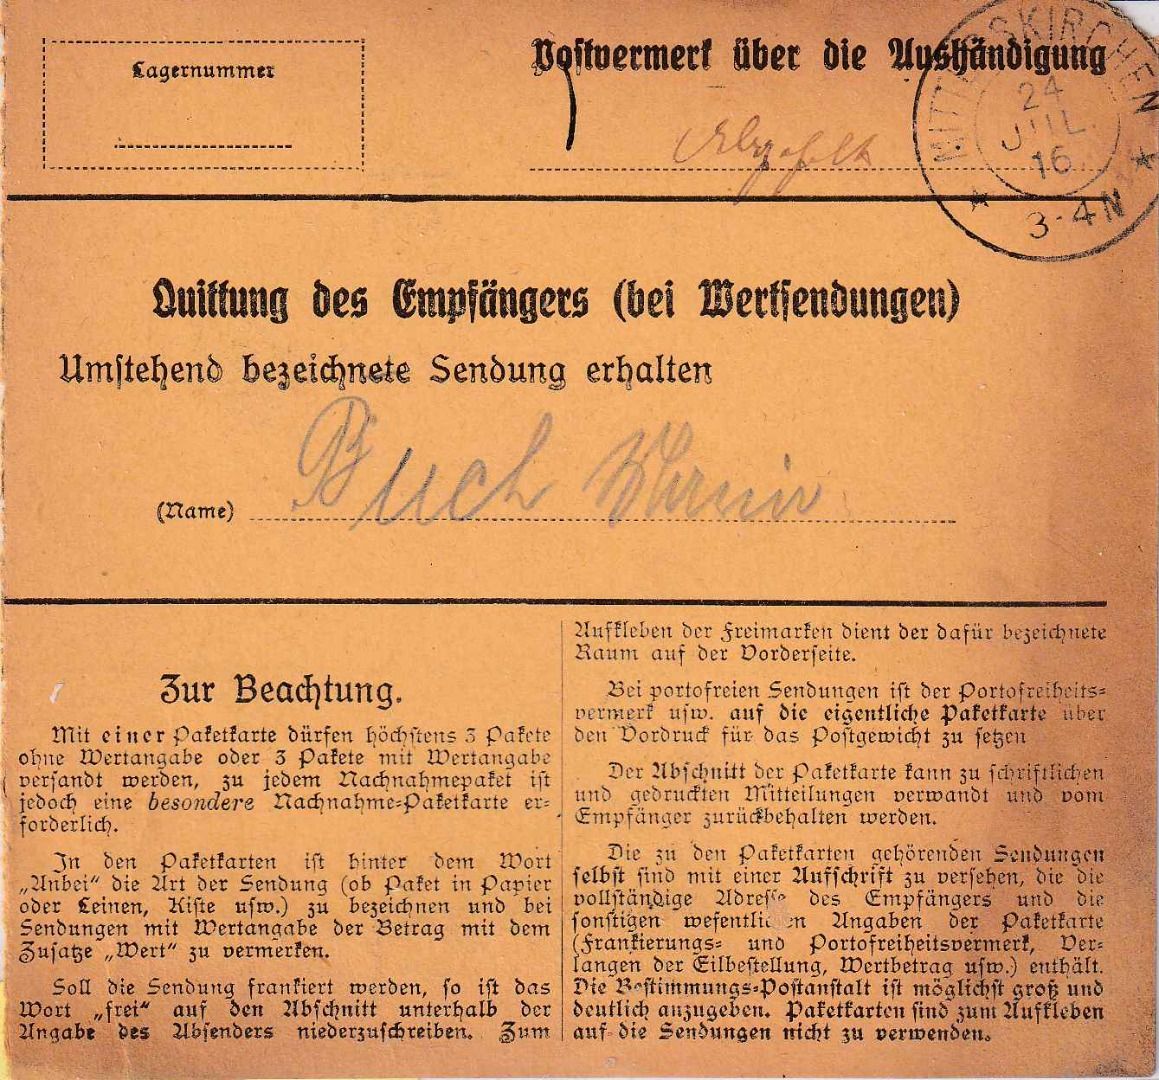 Lagernummer
Postvermerk über die Aushändigung
MITTERSKIRCHEN
24
JUL.
16
3-4N
Quittung des Empfängers (bei Wertsendungen)
Umstehend bezeichnete Sendung erhalten
(Name) Buch
Zur Beachtung.
Mit einer Paketkarte dürfen höchstens 3 Pakete
ohne Wertangabe oder 3 Pakete mit Wertangabe
versandt werden, zu jedem Nachnahmepaket ist
jedoch eine besondere Nachnahme-Paketkarte er-
forderlich.
In den Paketkarten ist hinter dem Wort
„Anbei“ die Art der Sendung (ob Paket in Papier
oder Leinen, Kiste usw.) zu bezeichnen und bei
Sendungen mit Wertangabe der Betrag mit dem
Zusatze „Wert“ zu vermerken.
Soll die Sendung frankiert werden, so ist das
Wort „frei“ auf den Abschnitt unterhalb der
Angabe des Absenders niederzuschreiben. Zum
Aufkleben der Freimarken dient der dafür bezeichnete
Raum auf der Vorderseite.
Bei portofreien Sendungen ist der Portofreiheits-
vermerk usw. auf die eigentliche Paketkarte über
den Vordruck für das Postgewicht zu setzen
Der Abschnitt der Paketkarte kann zu schriftlichen
und gedruckten Mitteilungen verwandt und vom
Empfänger zurückbehalten werden.
Die zu den Paketkarten gehörenden Sendungen
selbst sind mit einer Aufschrift zu versehen, die die
vollständige Adresse des Empfängers und die
sonstigen wesentlichen Angaben der Paketkarte
(Frankierungs- und Portofreiheitsvermerk, Ver-
langen der Eilbestellung, Wertbetrag usw.) enthält.
Die Bestimmungs-Postanstalt ist möglichst groß und
deutlich anzugeben. Paketkarten sind zum Aufkleben
auf die Sendungen nicht zu verwenden.